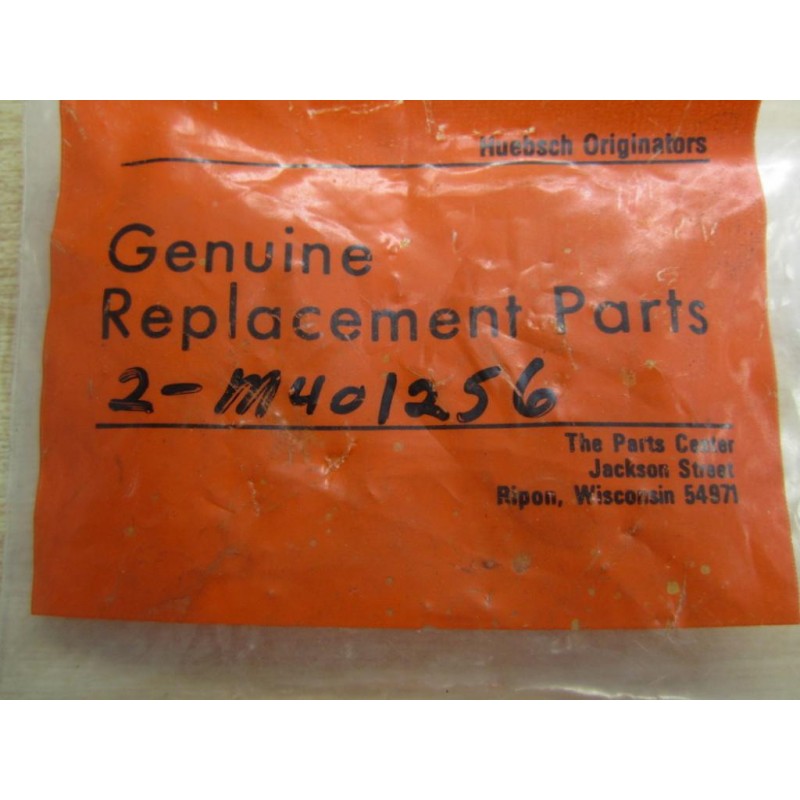 Huebsch Originators
Genuine
Replacement Parts
2-M401256
The Parts Center
Jackson Street
Ripon, Wisconsin 54971